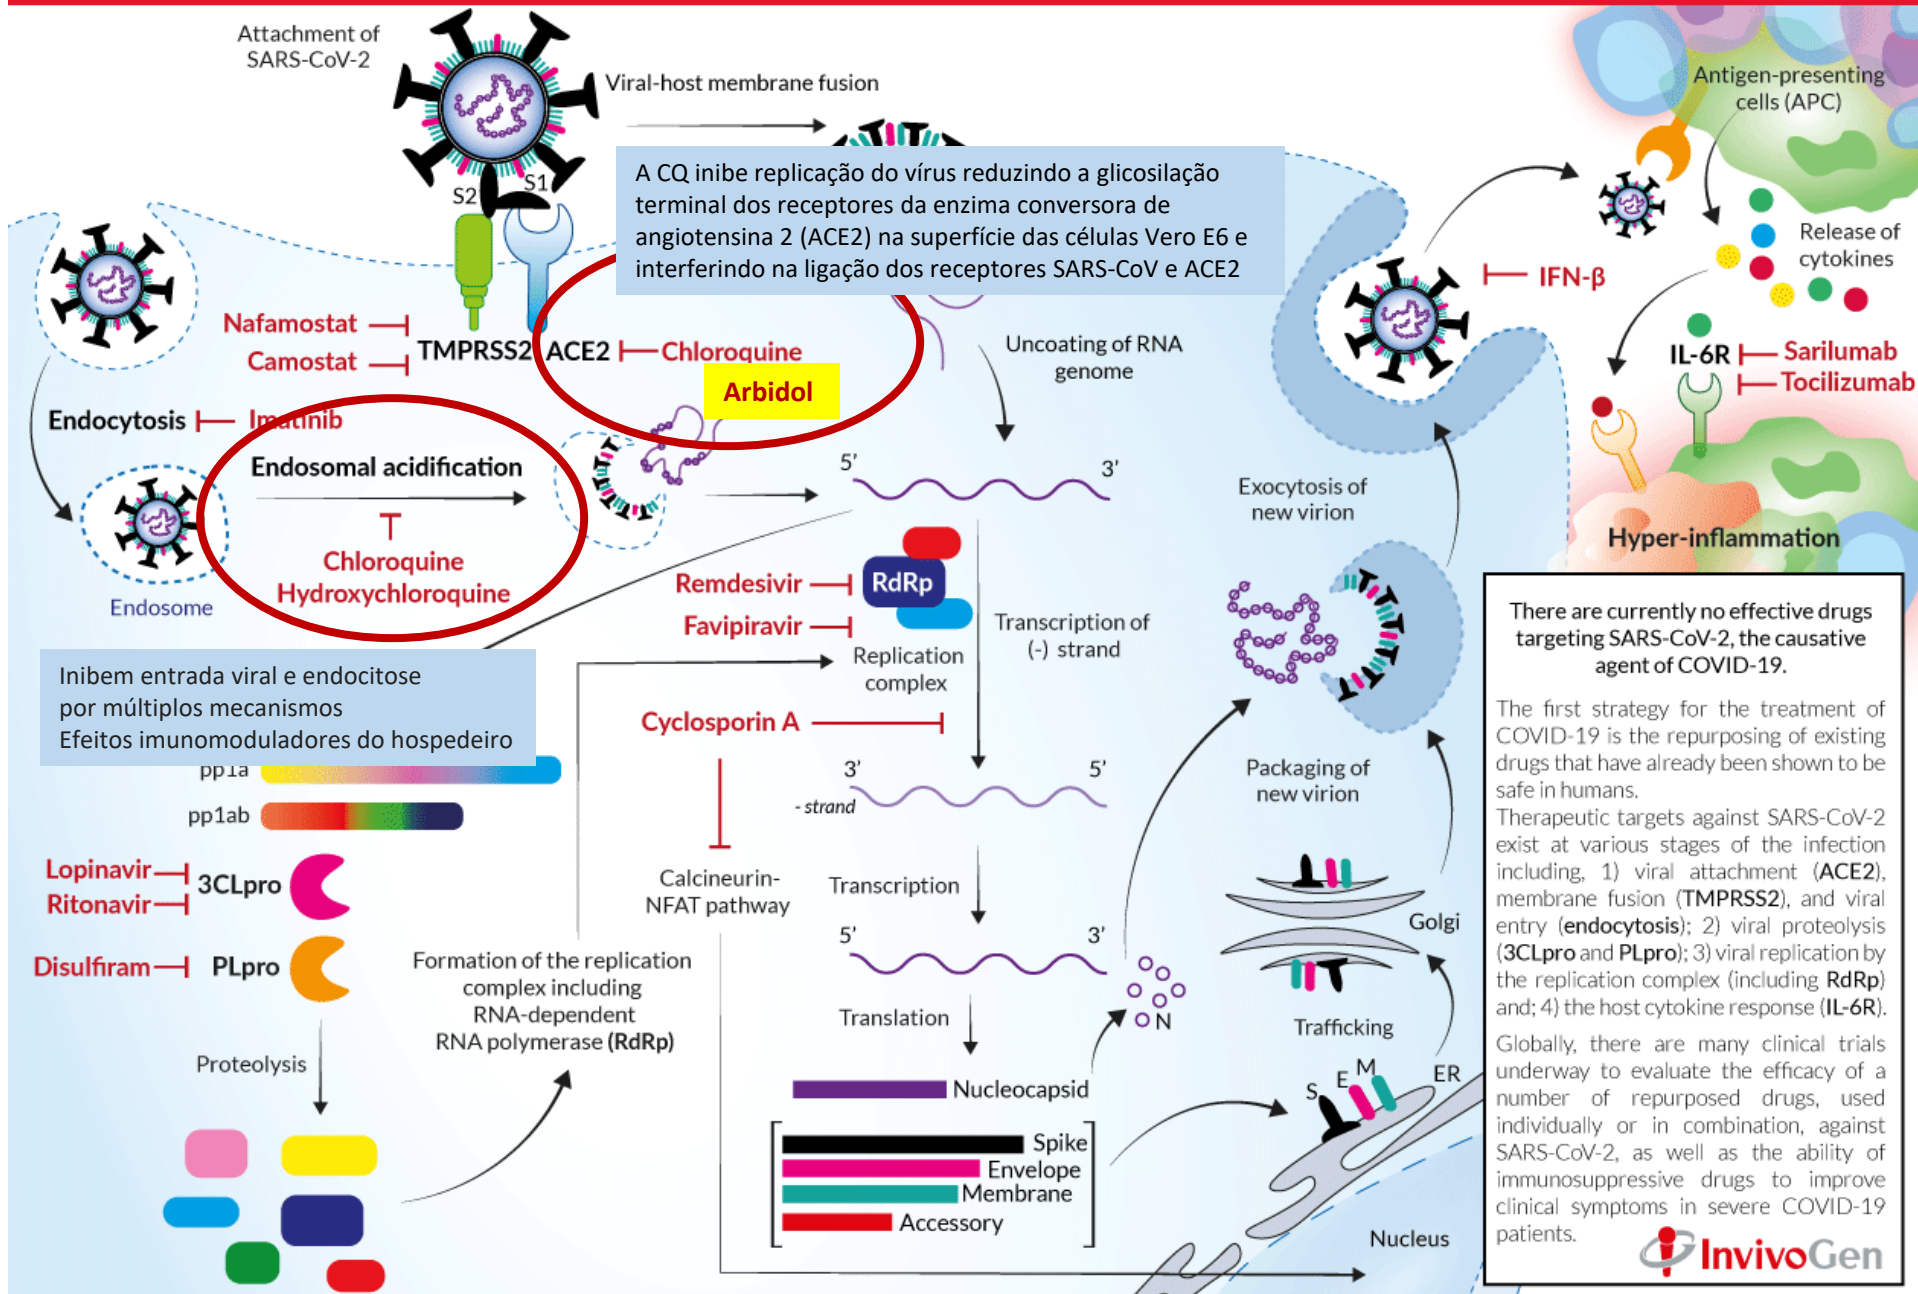 Attachment of
SARS-CoV-2
Viral-host membrane fusion
Antigen-presenting
cells (APC)
A CQ inibe replicação do vírus reduzindo a glicosilação
terminal dos receptores da enzima conversora de
angiotensina 2 (ACE2) na superfície das células Vero E6 e
interferindo na ligação dos receptores SARS-CoV e ACE2
S2
S1
Release of
cytokines
IFN-β
Nafamostat
Camostat
TMPRSS2
ACE2
Chloroquine
Arbidol
Uncoating of RNA
genome
IL-6R
Sarilumab
Tocilizumab
Endocytosis
Imatinib
Endosomal acidification
Chloroquine
Hydroxychloroquine
Endosome
5’
3’
Exocytosis of
new virion
Hyper-inflammation
Remdesivir
Favipiravir
RdRp
Replication
complex
Transcription of
(-) strand
Inibem entrada viral e endocitose
por múltiplos mecanismos
Efeitos imunomoduladores do hospedeiro
Cyclosporin A
pp1a
pp1ab
3’
5’
- strand
Packaging of
new virion
Lopinavir
Ritonavir
3CLpro
Disulfiram
PLpro
Calcineurin-
NFAT pathway
Transcription
5’
3’
Golgi
Formation of the replication
complex including
RNA-dependent
RNA polymerase (RdRp)
Translation
N
Trafficking
Proteolysis
S
E
M
ER
Nucleocapsid
Spike
Envelope
Membrane
Accessory
Nucleus
There are currently no effective drugs
targeting SARS-CoV-2, the causative
agent of COVID-19.
The first strategy for the treatment of
COVID-19 is the repurposing of existing
drugs that have already been shown to be
safe in humans.
Therapeutic targets against SARS-CoV-2
exist at various stages of the infection
including, 1) viral attachment (ACE2),
membrane fusion (TMPRSS2), and viral
entry (endocytosis); 2) viral proteolysis
(3CLpro and PLpro); 3) viral replication by
the replication complex (including RdRp)
and; 4) the host cytokine response (IL-6R).
Globally, there are many clinical trials
underway to evaluate the efficacy of a
number of repurposed drugs, used
individually or in combination, against
SARS-CoV-2, as well as the ability of
immunosuppressive drugs to improve
clinical symptoms in severe COVID-19
patients.
InvivoGen